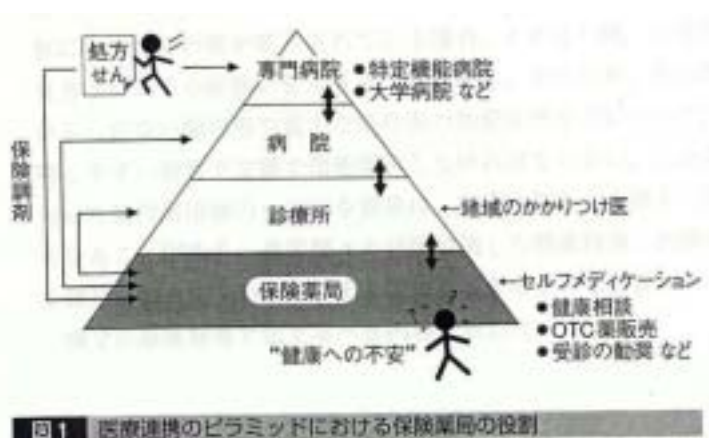 処方
せん
専門病院
●特定機能病院
●大学病院 など
病 院
保険調剤
診療所
地域のかかりつけ医
保険薬局
セルフメディケーション
●健康相談
●OTC薬販売
●受診の勧奨 など
“健康への不安”
図1 医療連携のピラミッドにおける保険薬局の役割